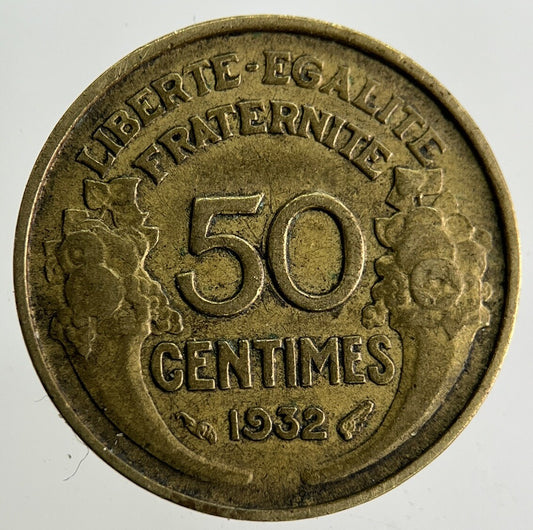 LIBERTE·EGALITE
FRATERNITE
50
CENTIMES
1932